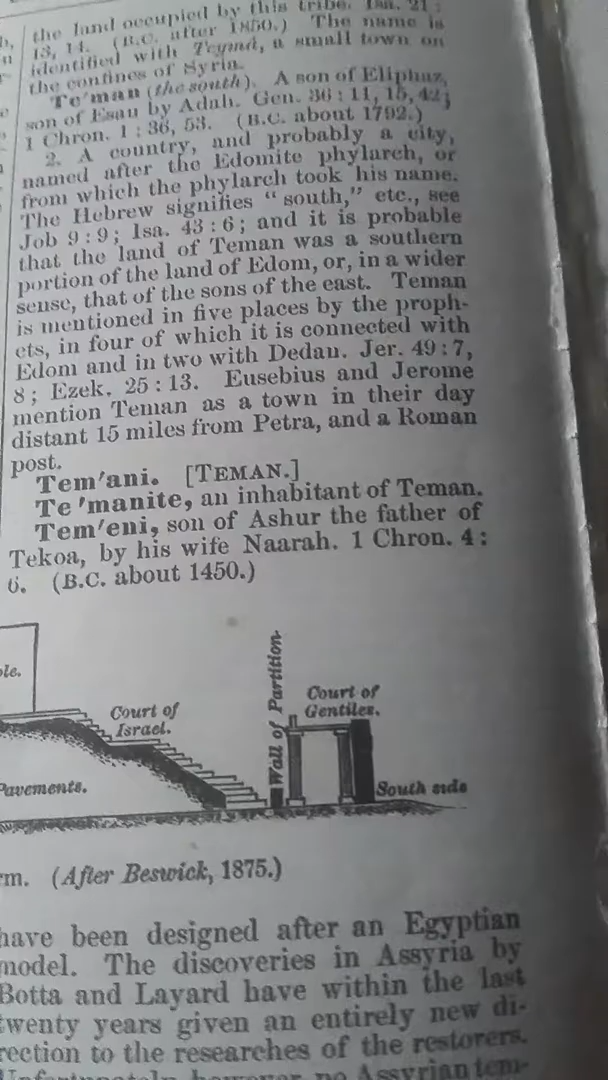 the land occupied by this tribe. Isa. 21:
13, 14. (B.C. after 1850.) The name is
identified with Teymâ, a small town on
the confines of Syria.
Te'man (the south). A son of Eliphaz,
son of Esau by Adah. Gen. 36:11, 15, 42;
1 Chron. 1:36, 53. (B.C. about 1792.)
2. A country, and probably a city,
named after the Edomite phylarch, or
from which the phylarch took his name.
The Hebrew signifies "south," etc., see
Job 9:9; Isa. 43:6; and it is probable
that the land of Teman was a southern
portion of the land of Edom, or, in a wider
sense, that of the sons of the east. Teman
is mentioned in five places by the proph-
ets, in four of which it is connected with
Edom and in two with Dedan. Jer. 49:7,
8; Ezek. 25:13. Eusebius and Jerome
mention Teman as a town in their day
distant 15 miles from Petra, and a Roman
post.
Tem'ani. [TEMAN.]
Te'manite, an inhabitant of Teman.
Tem'eni, son of Ashur the father of
Tekoa, by his wife Naarah. 1 Chron. 4:
6. (B.C. about 1450.)
Court of
Israel.
Wall of Partition.
Court of
Gentiles.
Pavements.
South side
(After Beswick, 1875.)
have been designed after an Egyptian
model. The discoveries in Assyria by
Botta and Layard have within the last
twenty years given an entirely new di-
rection to the researches of the restorers.
Unfortunately however no Assyrian tem-